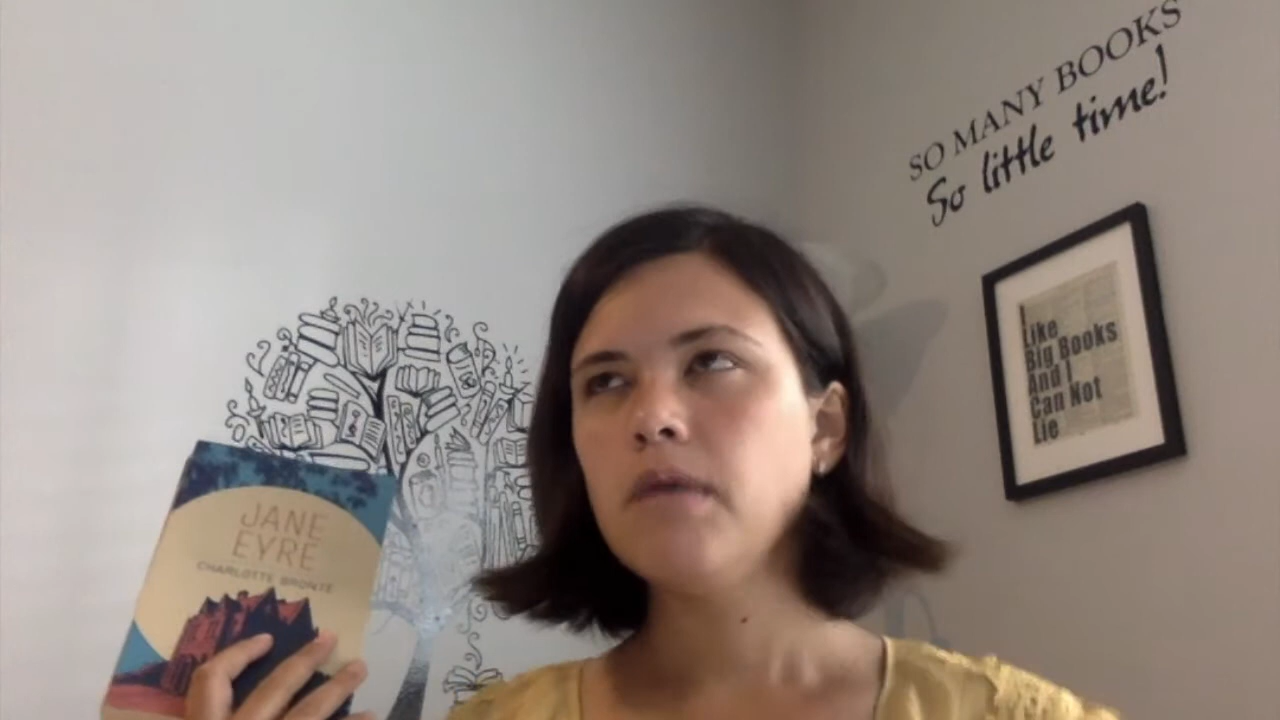 SO MANY BOOKS
So little time!
I
Like
Big Books
And I
Can Not
Lie
JANE
EYRE
CHARLOTTE BRONTË